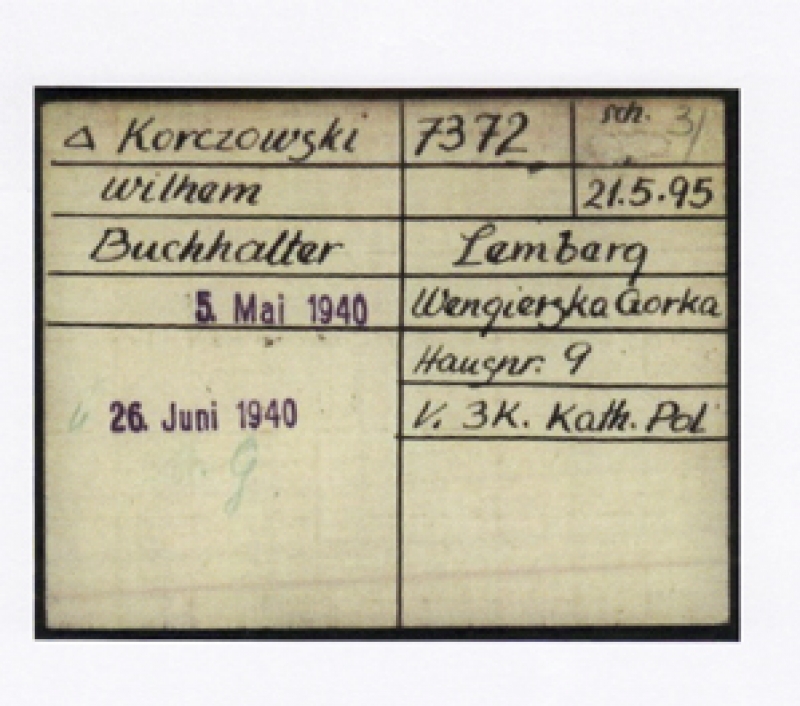 Δ Korczowski 7372 sch. 31
Wilhem 21.5.95
Buchhalter Lemberg
5. Mai 1940 Wengierska Gorka
Hausnr. 9
26. Juni 1940 V. 3K. Kath. Pol